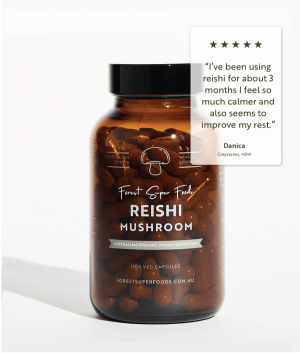 ★★★★★
“I’ve been using
reishi for about 3
months I feel so
much calmer and
also seems to
improve my rest.”
Danica
Greystanes, NSW
Forest Super Foods
REISHI
MUSHROOM
VEG CAPSULES
FORESTSUPERFOODS.COM.AU